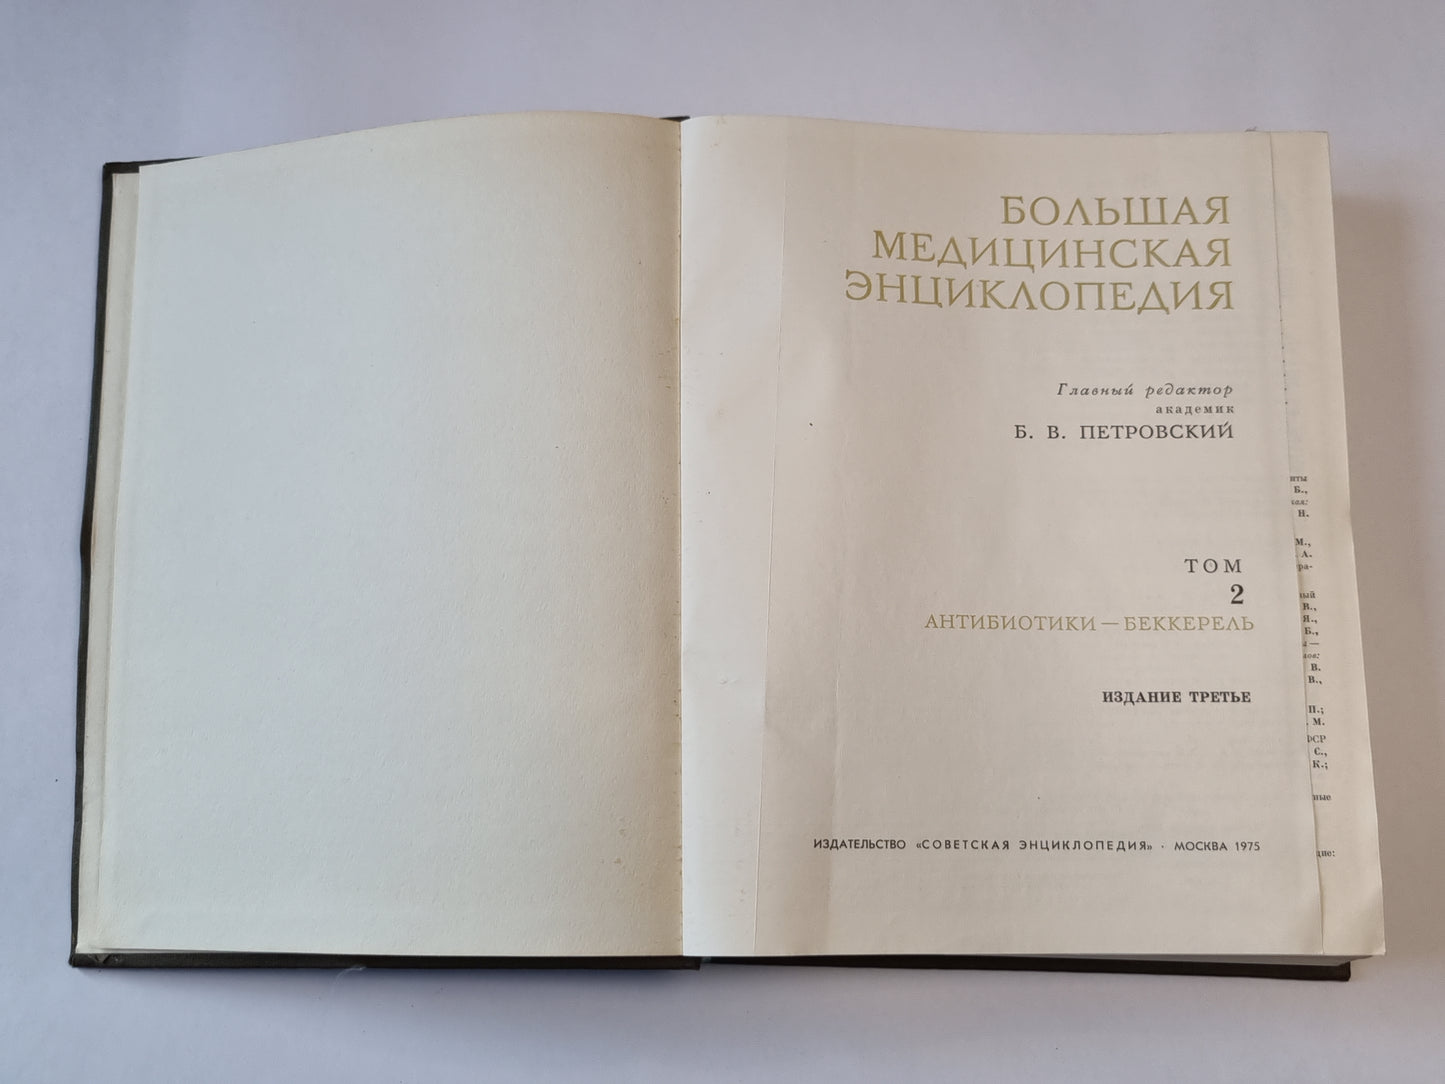 БОЛЬШАЯ
МЕДИЦИНСКАЯ
ЭНЦИКЛОПЕДИЯ
Главный редактор
академик
Б. В. ПЕТРОВСКИЙ
ТОМ
2
АНТИБИОТИКИ — БЕККЕРЕЛЬ
ИЗДАНИЕ ТРЕТЬЕ
ИЗДАТЕЛЬСТВО «СОВЕТСКАЯ ЭНЦИКЛОПЕДИЯ» · МОСКВА 1975